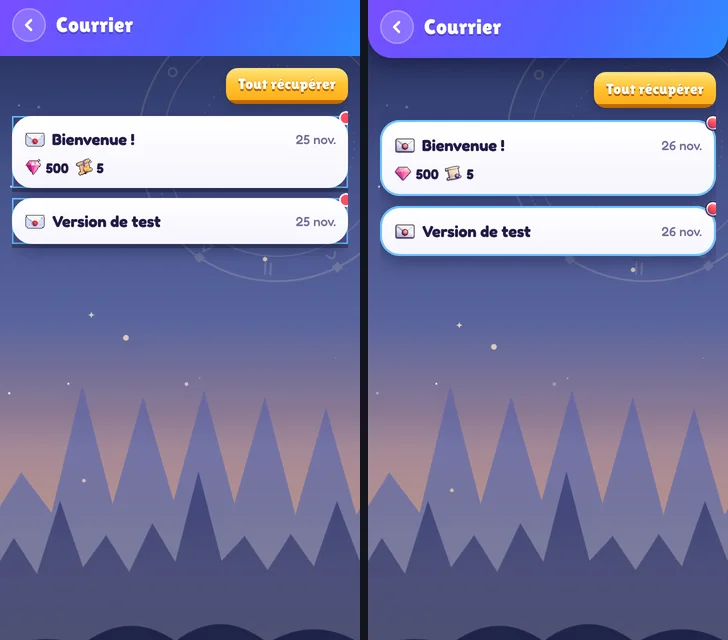 Courrier
Tout récupérer
Bienvenue !
25 nov.
500 5
Version de test
25 nov.
Courrier
Tout récupérer
Bienvenue !
26 nov.
500 5
Version de test
26 nov.